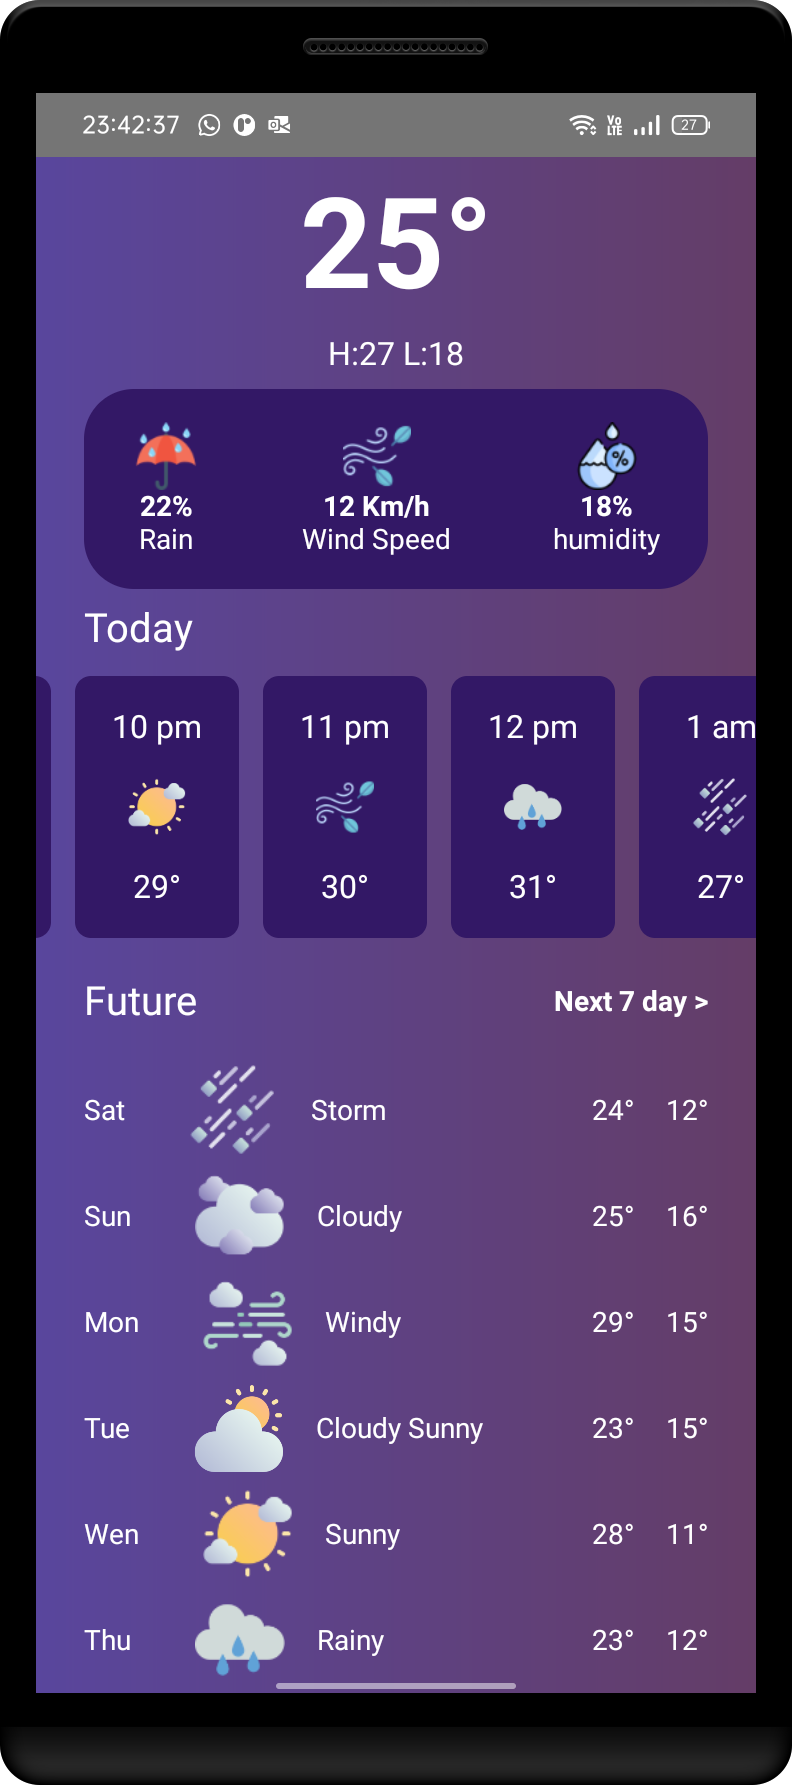 23:42:37 Vo LTE 27
25°
H:27 L:18
22% 12 Km/h 18%
Rain Wind Speed humidity
Today
10 pm 11 pm 12 pm 1 am
29° 30° 31° 27°
Future Next 7 day >
Sat Storm 24° 12°
Sun Cloudy 25° 16°
Mon Windy 29° 15°
Tue Cloudy Sunny 23° 15°
Wen Sunny 28° 11°
Thu Rainy 23° 12°